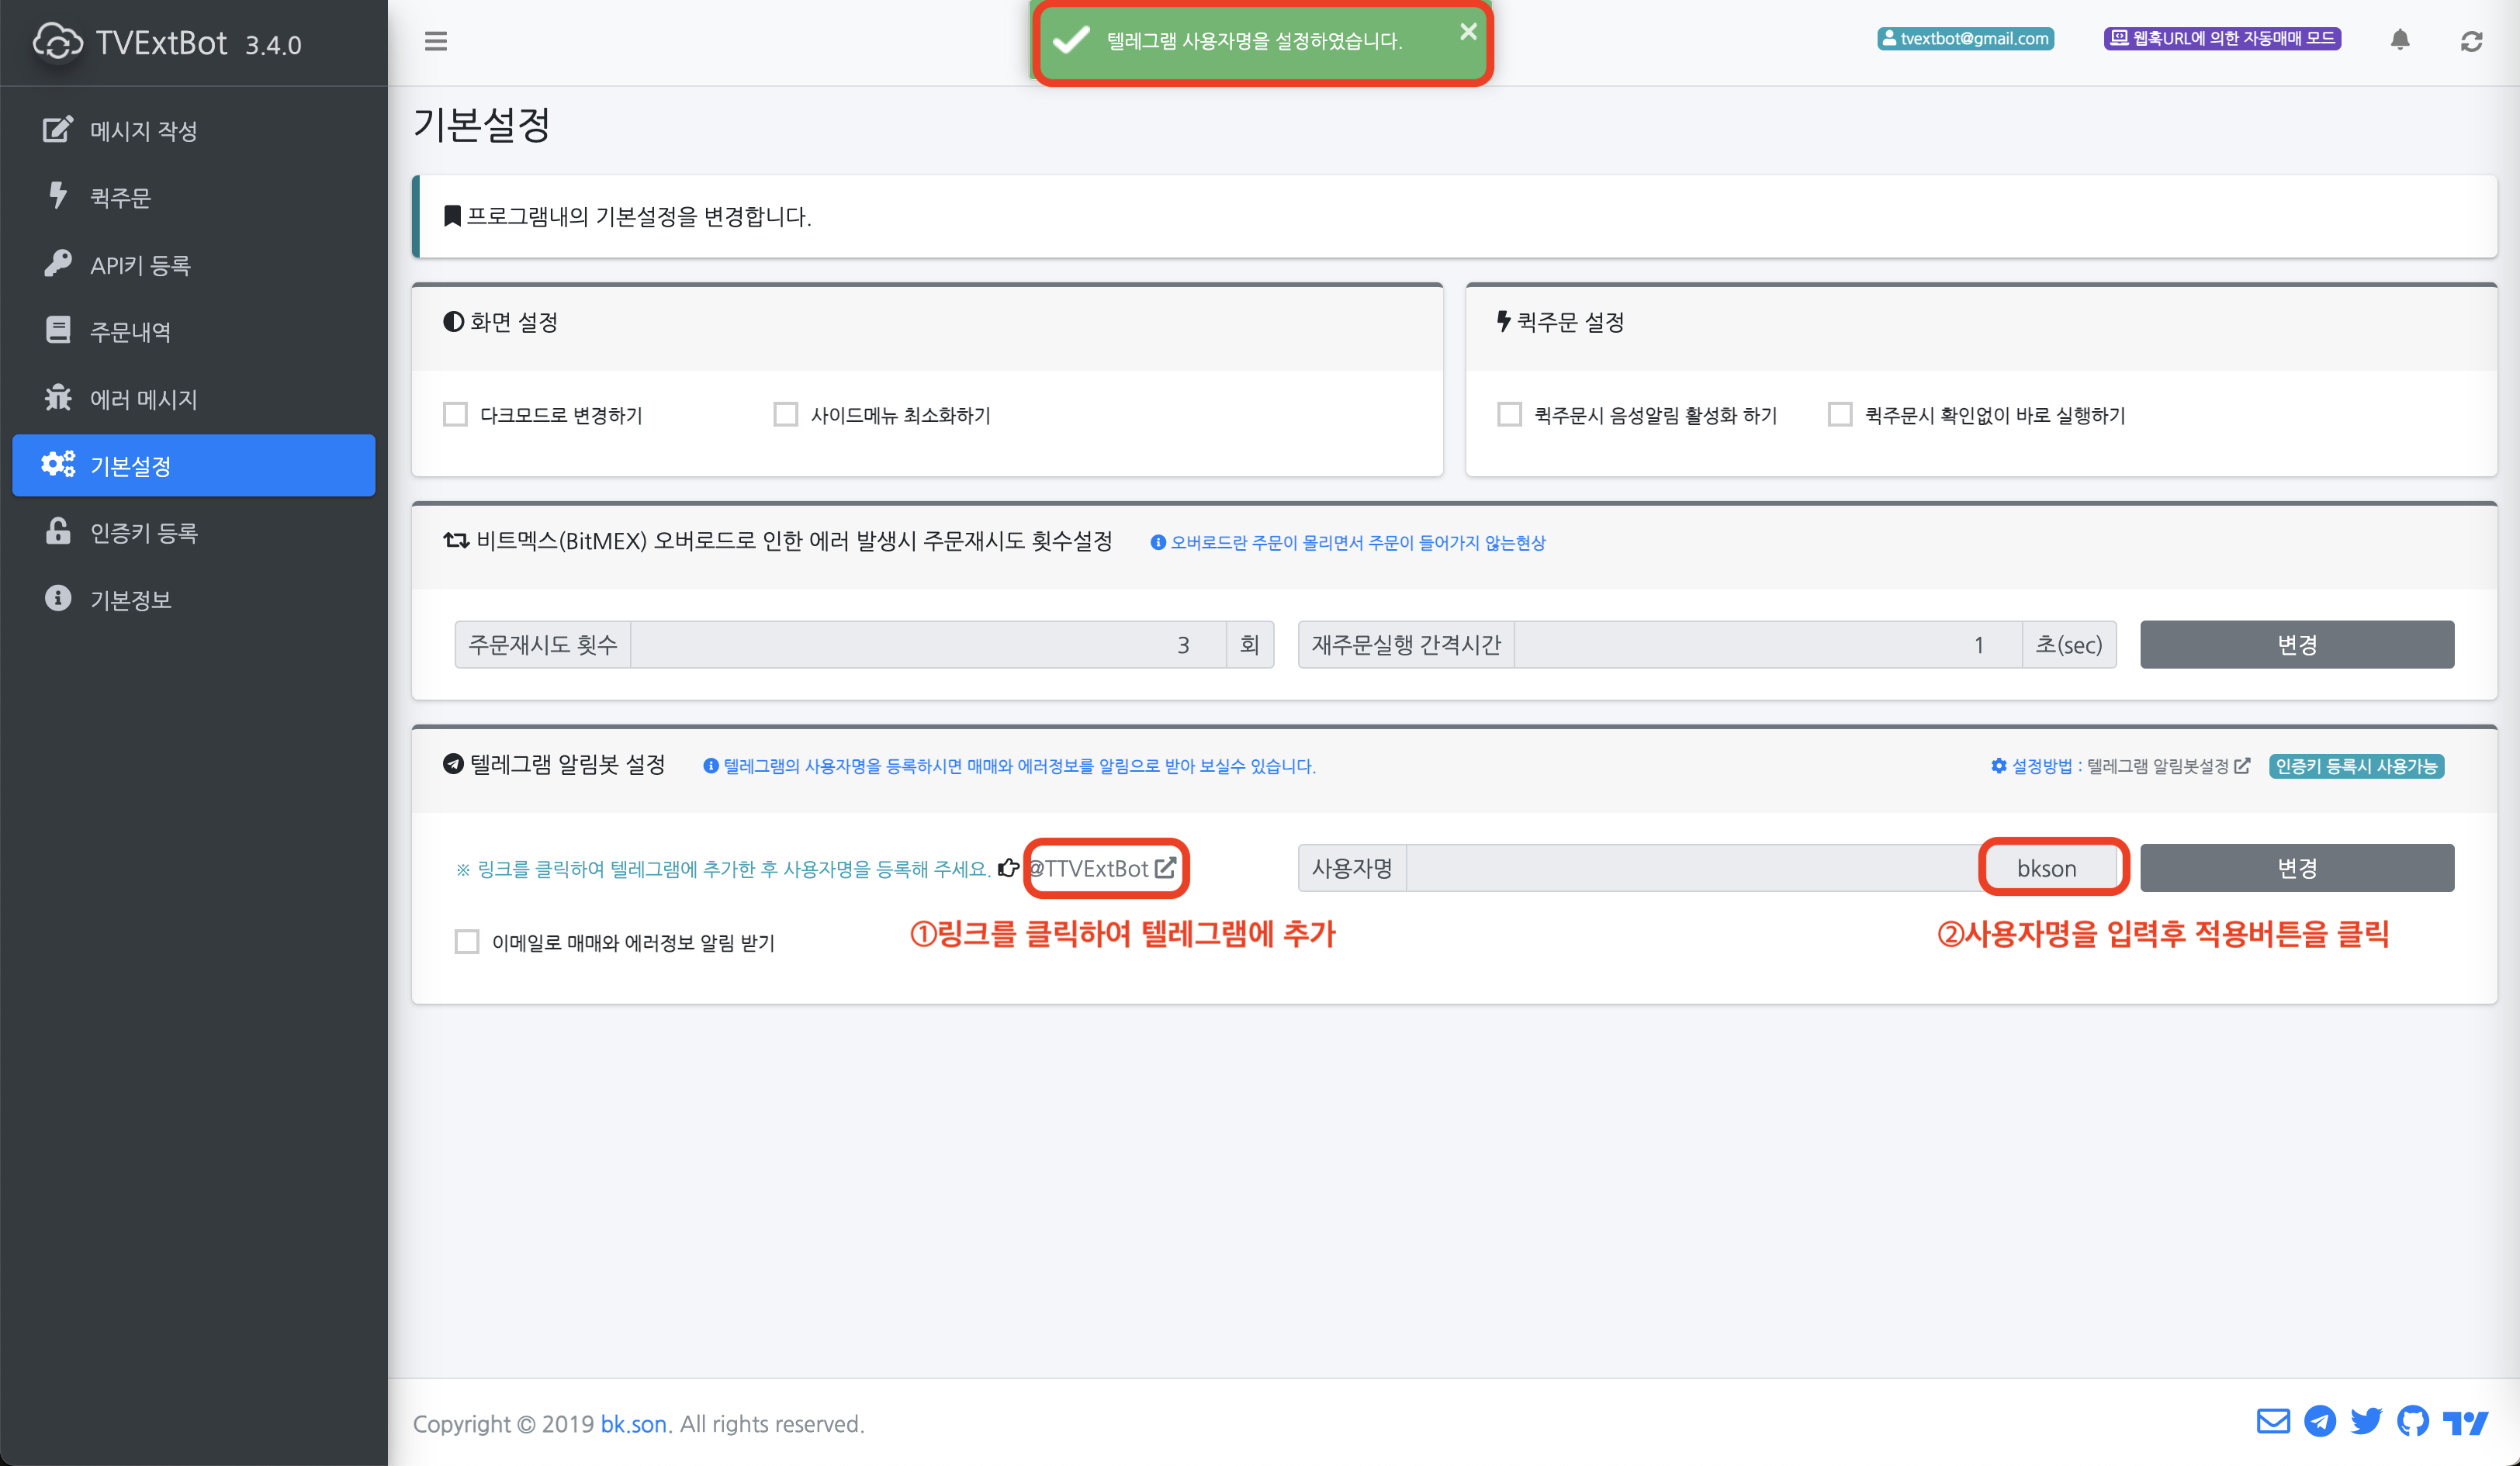 TVExtBot 3.4.0
텔레그램 사용자명을 설정하였습니다.
tvextbot@gmail.com
웹훅URL에 의한 자동매매 모드
메시지 작성
퀵주문
API키 등록
주문내역
에러 메시지
기본설정
인증키 등록
기본정보
기본설정
프로그램내의 기본설정을 변경합니다.
화면 설정
다크모드로 변경하기
사이드메뉴 최소화하기
퀵주문 설정
퀵주문시 음성알림 활성화 하기
퀵주문시 확인없이 바로 실행하기
비트멕스(BitMEX) 오버로드로 인한 에러 발생시 주문재시도 횟수설정
오버로드란 주문이 몰리면서 주문이 들어가지 않는현상
주문재시도 횟수 3 회
재주문실행 간격시간 1 초(sec)
변경
텔레그램 알림봇 설정
텔레그램의 사용자명을 등록하시면 매매와 에러정보를 알림으로 받아 보실수 있습니다.
설정방법 : 텔레그램 알림봇설정
인증키 등록시 사용가능
※ 링크를 클릭하여 텔레그램에 추가한 후 사용자명을 등록해 주세요. @TTVExtBot
사용자명 bkson
변경
①링크를 클릭하여 텔레그램에 추가
②사용자명을 입력후 적용버튼을 클릭
이메일로 매매와 에러정보 알림 받기
Copyright © 2019 bk.son. All rights reserved.